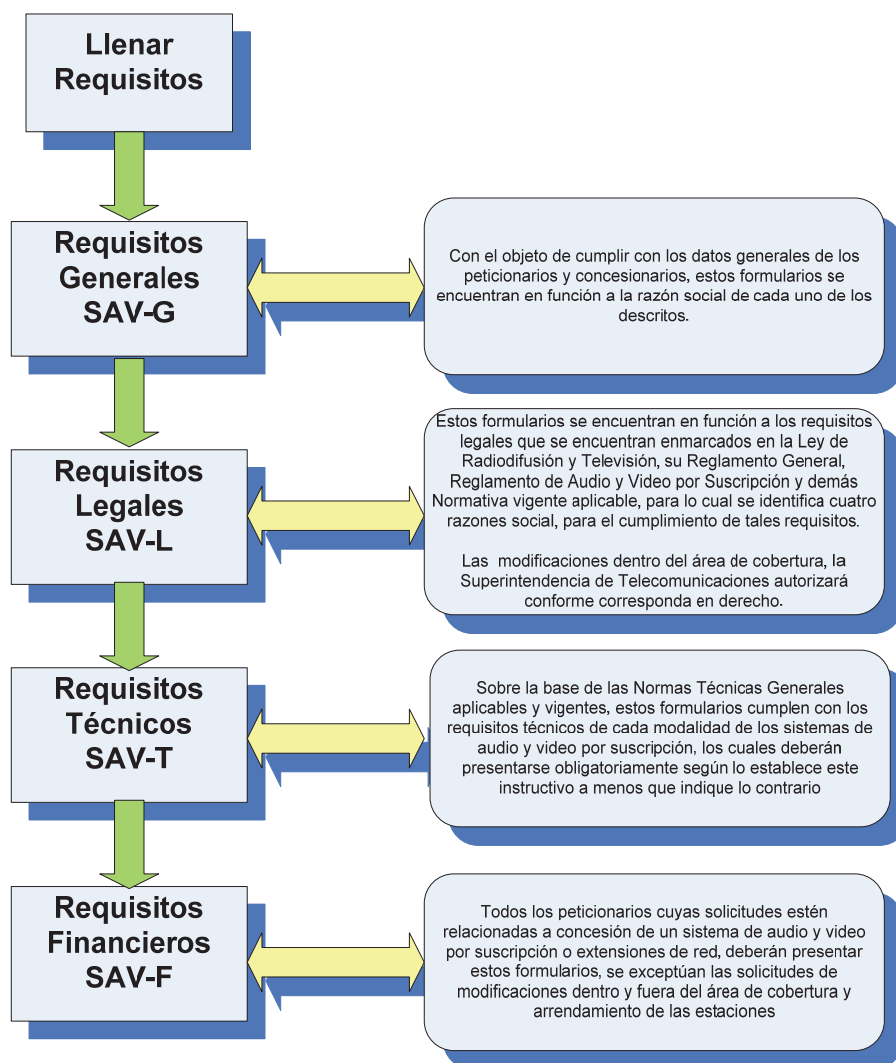 Llenar
Requisitos
Requisitos
Generales
SAV-G
Con el objeto de cumplir con los datos generales de los
peticionarios y concesionarios, estos formularios se
encuentran en función a la razón social de cada uno de los
descritos.
Requisitos
Legales
SAV-L
Estos formularios se encuentran en función a los requisitos
legales que se encuentran enmarcados en la Ley de
Radiodifusión y Televisión, su Reglamento General,
Reglamento de Audio y Video por Suscripción y demás
Normativa vigente aplicable, para lo cual se identifica cuatro
razones social, para el cumplimiento de tales requisitos.
Las modificaciones dentro del área de cobertura, la
Superintendencia de Telecomunicaciones autorizará
conforme corresponda en derecho.
Requisitos
Técnicos
SAV-T
Sobre la base de las Normas Técnicas Generales
aplicables y vigentes, estos formularios cumplen con los
requisitos técnicos de cada modalidad de los sistemas de
audio y video por suscripción, los cuales deberán
presentarse obligatoriamente según lo establece este
instructivo a menos que indique lo contrario
Requisitos
Financieros
SAV-F
Todos los peticionarios cuyas solicitudes estén
relacionadas a concesión de un sistema de audio y video
por suscripción o extensiones de red, deberán presentar
estos formularios, se exceptúan las solicitudes de
modificaciones dentro y fuera del área de cobertura y
arrendamiento de las estaciones